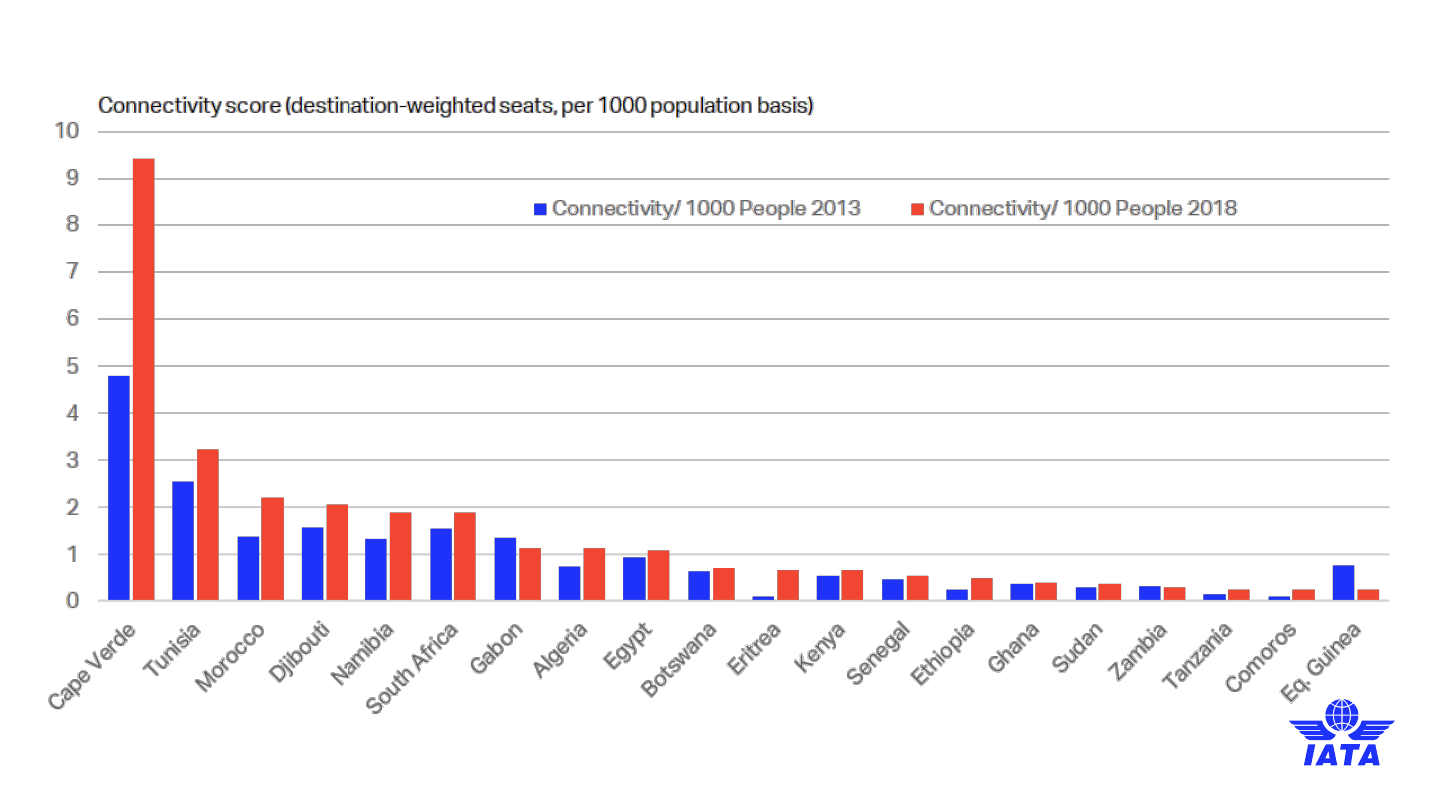 Connectivity score (destination-weighted seats, per 1000 population basis)
10
9
Connectivity/ 1000 People 2013
Connectivity/ 1000 People 2018
8
7
6
5
4
3
2
1
0
Cape Verde
Tunisia
Morocco
Djibouti
Namibia
South Africa
Gabon
Algeria
Egypt
Botswana
Eritrea
Kenya
Senegal
Ethiopia
Ghana
Sudan
Zambia
Tanzania
Comoros
Eq. Guinea
IATA